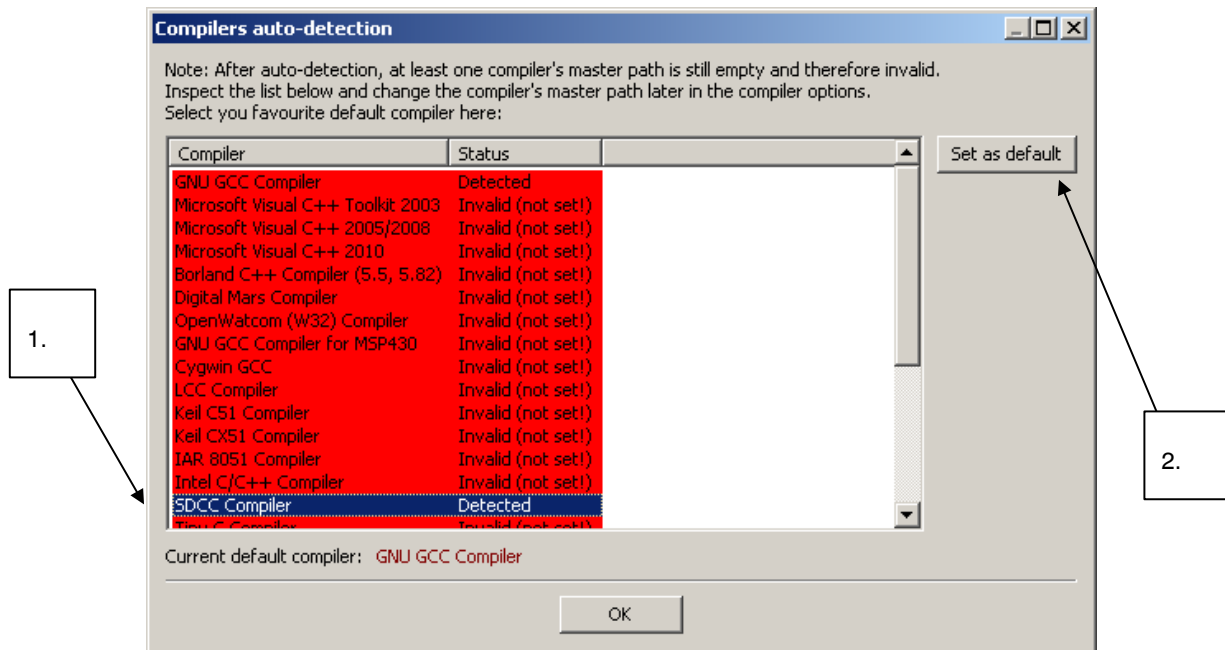 Compilers auto-detection
Note: After auto-detection, at least one compiler's master path is still empty and therefore invalid.
Inspect the list below and change the compiler's master path later in the compiler options.
Select you favourite default compiler here:
Compiler Status
Set as default
GNU GCC Compiler Detected
Microsoft Visual C++ Toolkit 2003 Invalid (not set!)
Microsoft Visual C++ 2005/2008 Invalid (not set!)
Microsoft Visual C++ 2010 Invalid (not set!)
Borland C++ Compiler (5.5, 5.82) Invalid (not set!)
Digital Mars Compiler Invalid (not set!)
OpenWatcom (W32) Compiler Invalid (not set!)
1.
GNU GCC Compiler for MSP430 Invalid (not set!)
Cygwin GCC Invalid (not set!)
LCC Compiler Invalid (not set!)
Keil C51 Compiler Invalid (not set!)
Keil CX51 Compiler Invalid (not set!)
IAR 8051 Compiler Invalid (not set!)
2.
Intel C/C++ Compiler Invalid (not set!)
SDCC Compiler Detected
Tiny C Compiler Invalid (not set!)
Current default compiler: GNU GCC Compiler
OK